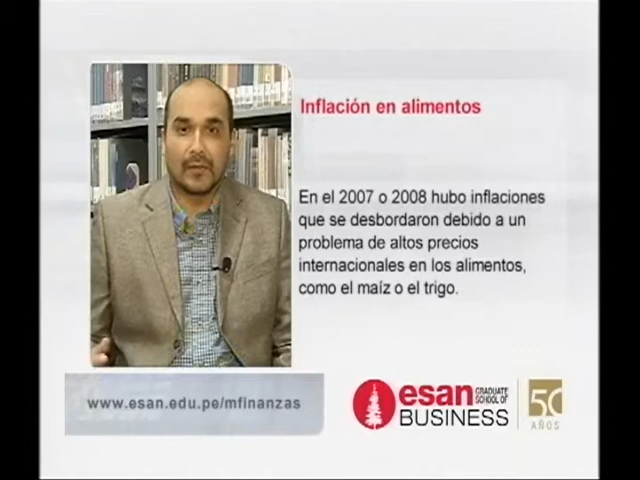 Inflación en alimentos
En el 2007 o 2008 hubo inflaciones
que se desbordaron debido a un
problema de altos precios
internacionales en los alimentos,
como el maíz o el trigo.
www.esan.edu.pe/mfinanzas
esan GRADUATE SCHOOL OF
BUSINESS
50
AÑOS